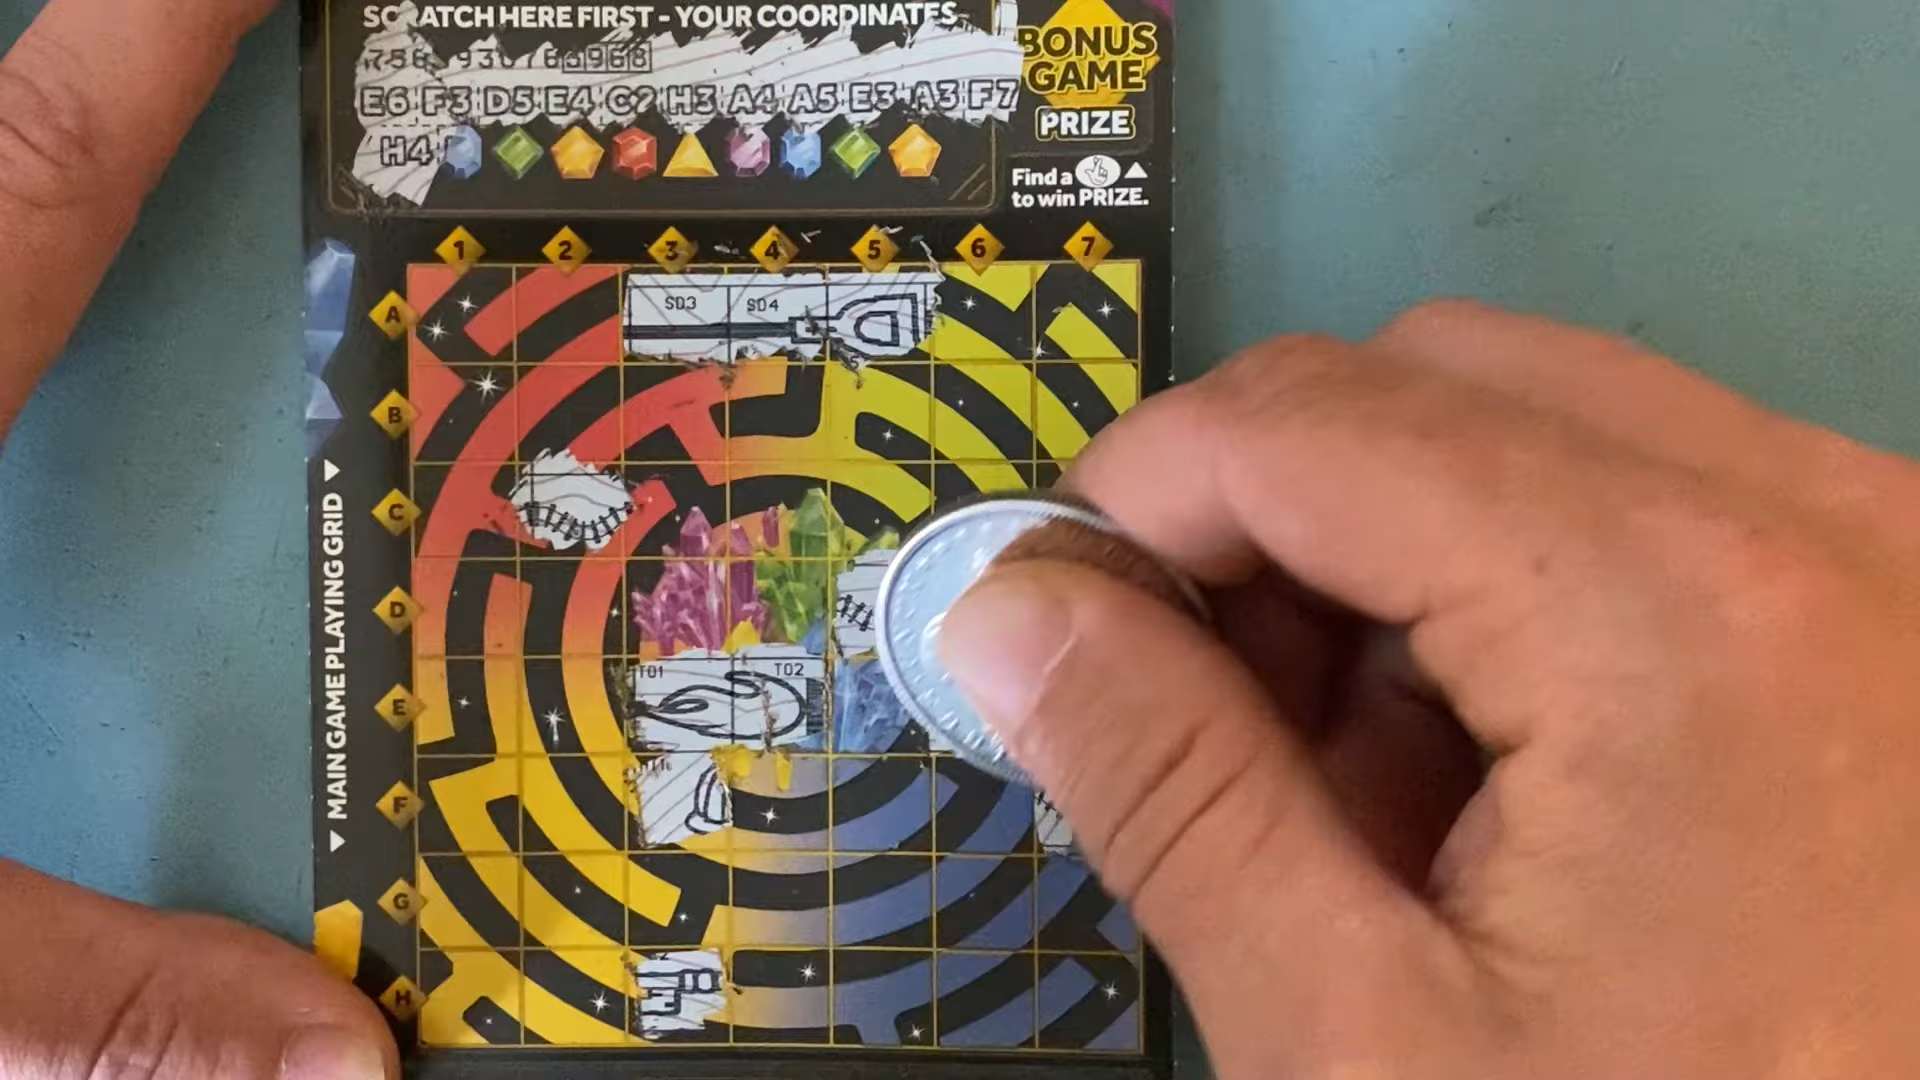 SCRATCH HERE FIRST - YOUR COORDINATES
E6 F3 D5 E4 C2 H3 A4 A5 E3 A3 F7
H4
BONUS
GAME
PRIZE
Find a
to win PRIZE.
1 2 3 4 5 6 7
A
SD3 SD4
B
C
D
E
T01 T02
F
G
H
MAIN GAME PLAYING GRID